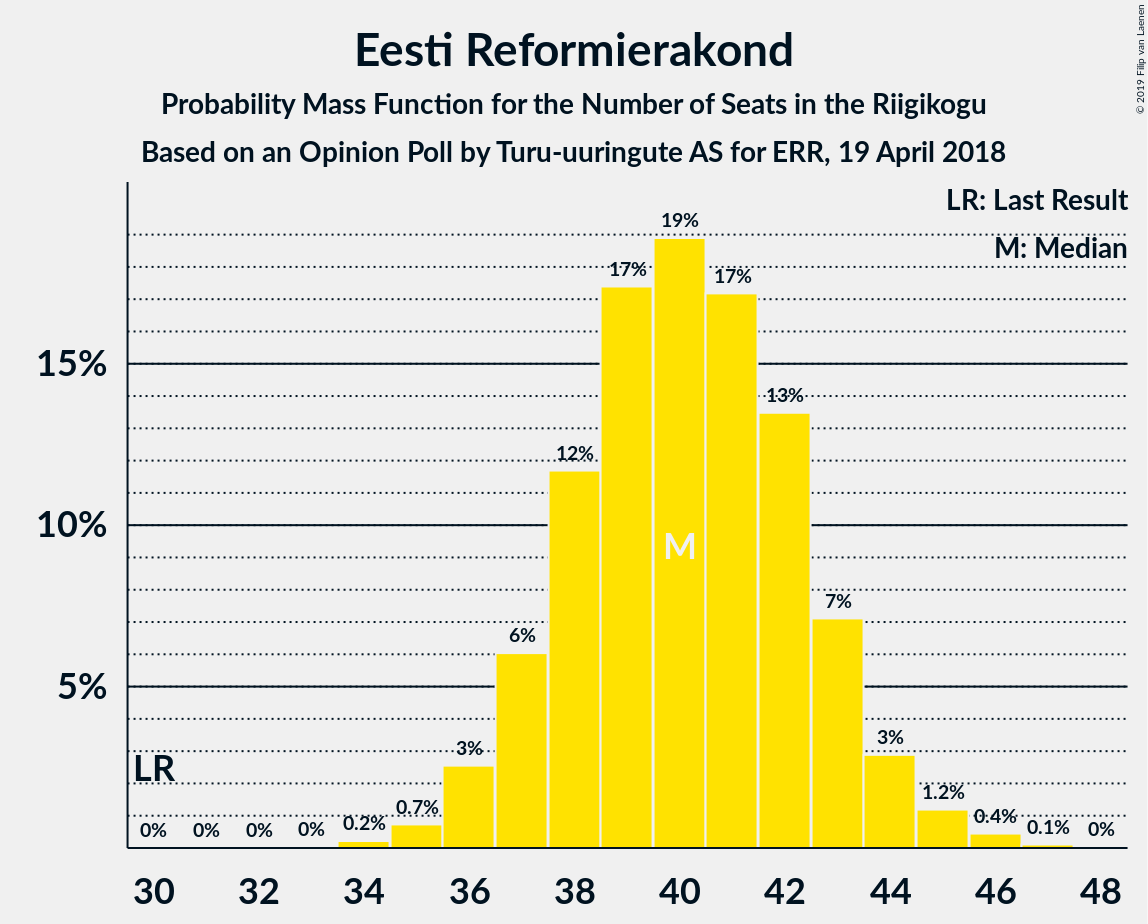 Eesti Reformierakond
Probability Mass Function for the Number of Seats in the Riigikogu
Based on an Opinion Poll by Turu-uuringute AS for ERR, 19 April 2018
© 2019 Filip van Laenen
LR: Last Result
M: Median
19%
17%
17%
15%
13%
12%
10%
M
7%
6%
5%
3%
3%
LR
1.2%
0.7%
0.4%
0.2%
0.1%
0% 0% 0% 0% 0%
30 32 34 36 38 40 42 44 46 48